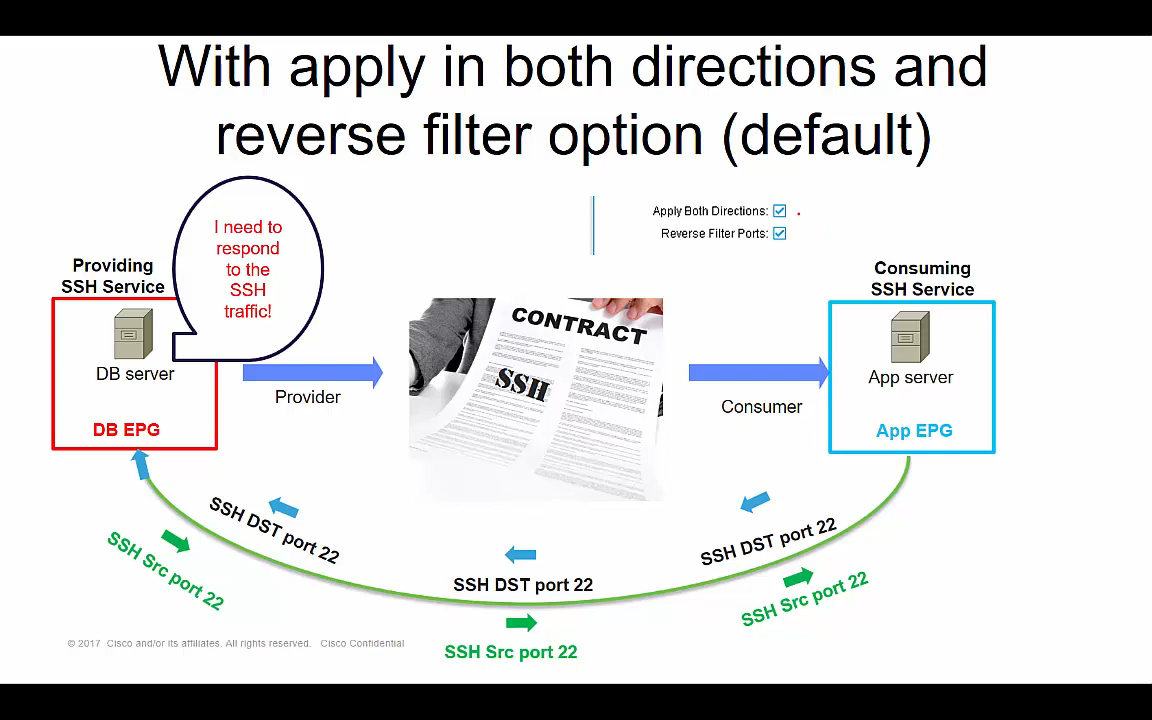 With apply in both directions and
reverse filter option (default)
I need to
respond
to the
SSH
traffic!
Apply Both Directions:
Reverse Filter Ports:
Providing
SSH Service
Consuming
SSH Service
DB server
DB EPG
Provider
CONTRACT
SSH
Consumer
App server
App EPG
SSH DST port 22
SSH DST port 22
SSH DST port 22
SSH Src port 22
SSH Src port 22
SSH Src port 22
© 2017 Cisco and/or its affiliates. All rights reserved. Cisco Confidential